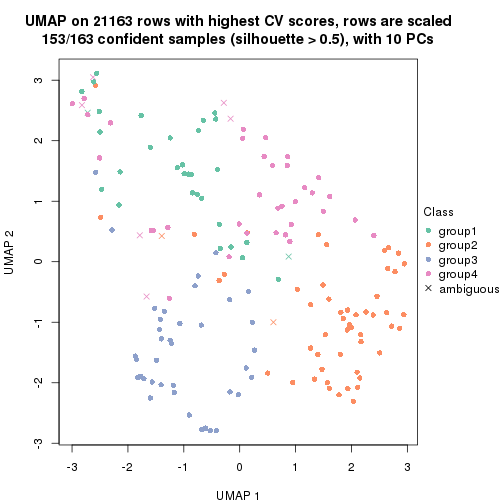 UMAP on 21163 rows with highest CV scores, rows are scaled
153/163 confident samples (silhouette > 0.5), with 10 PCs
3
2
1
0
-1
-2
-3
UMAP 2
-3
-2
-1
0
1
2
3
UMAP 1
Class
group1
group2
group3
group4
ambiguous